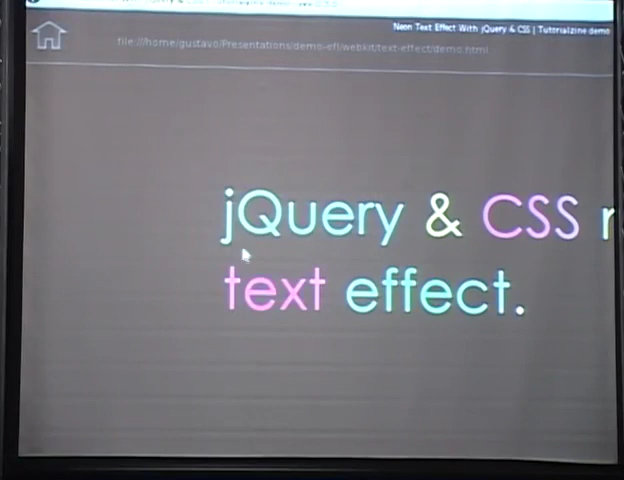 Neon Text Effect With jQuery & CSS | Tutorialzine demo
file:///home/gustavo/Presentations/demo-efl/webkit/text-effect/demo.html
jQuery & CSS
text effect.